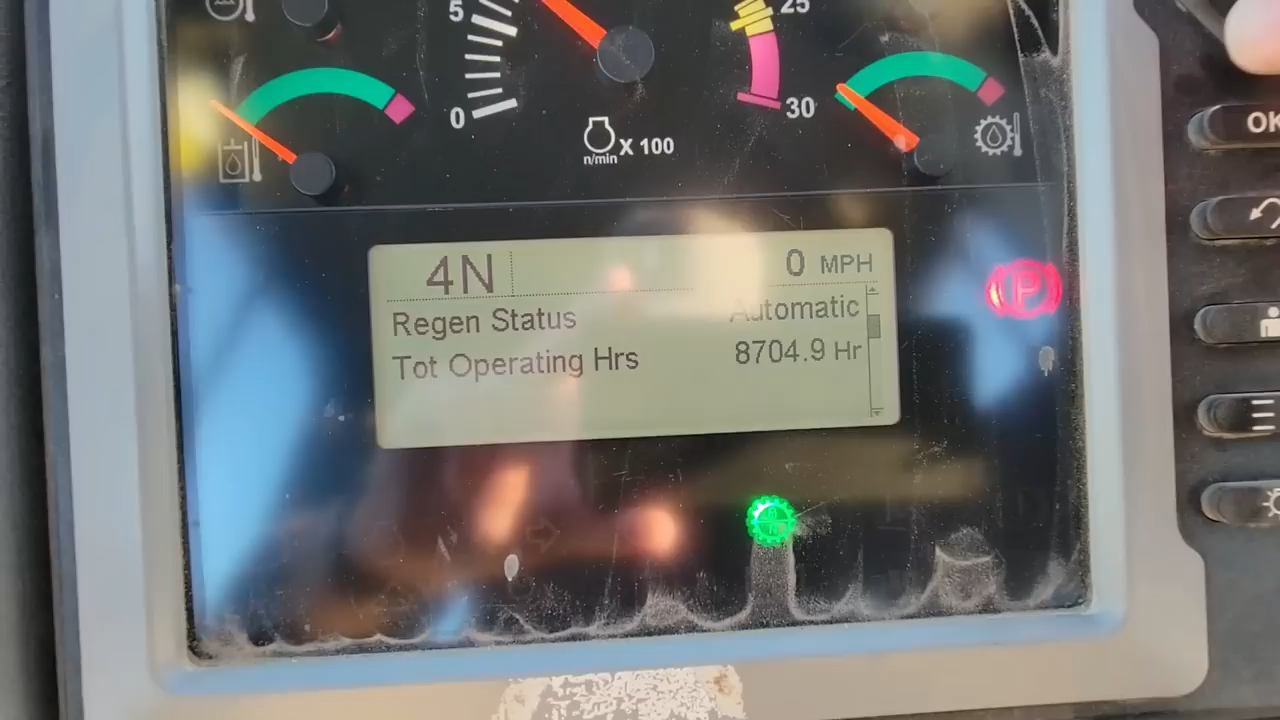 5
25
0
30
n/min X 100
OK
4N
0 MPH
Regen Status Automatic
Tot Operating Hrs 8704.9 Hr
P